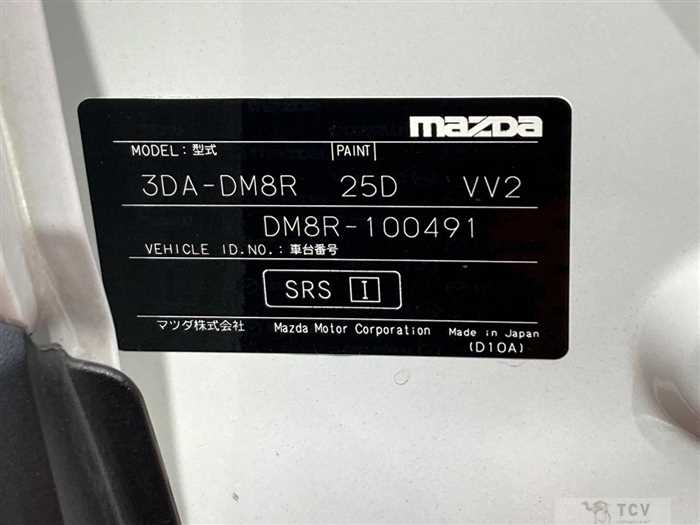 mazda
MODEL: 型式 |PAINT|
3DA-DM8R 25D VV2
DM8R-100491
VEHICLE ID.NO.: 車台番号
SRS I
マツダ株式会社 Mazda Motor Corporation Made in Japan
(D10A)
TCV